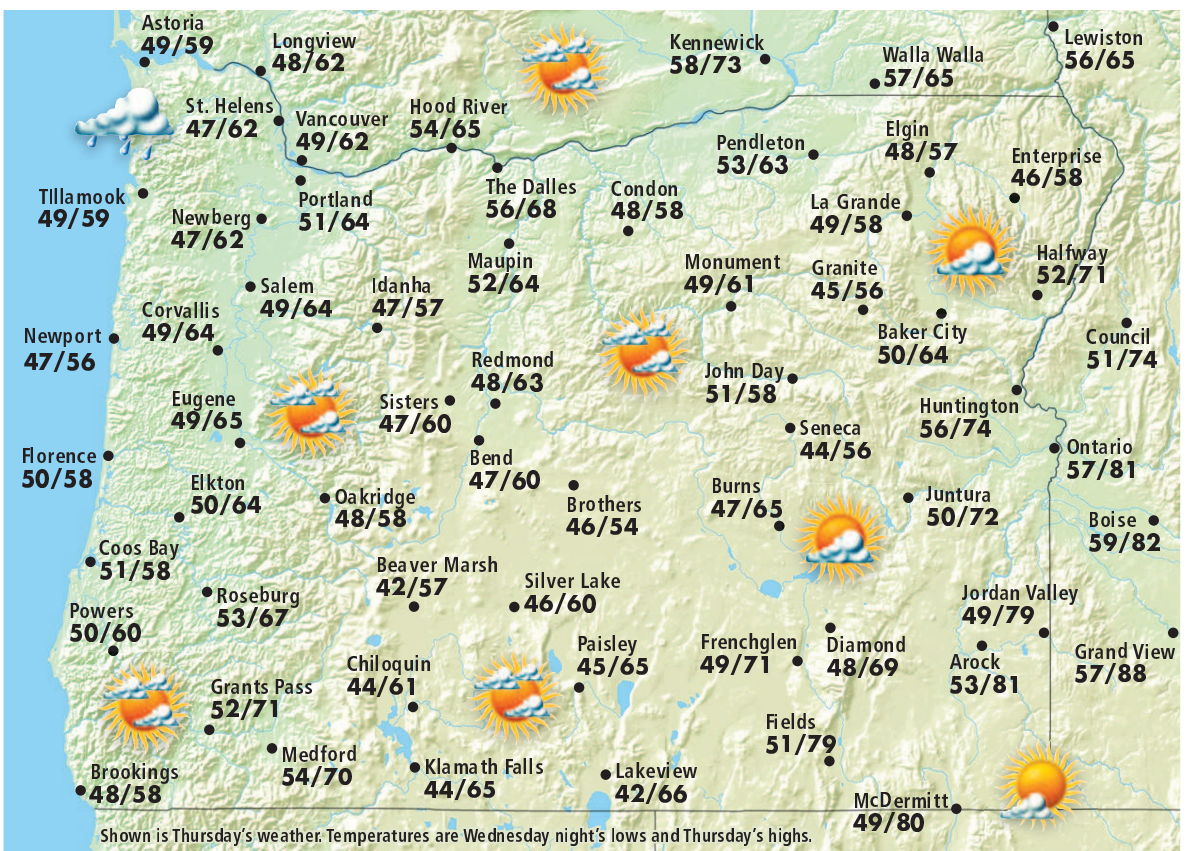 Astoria
49/59
Longview
48/62
Kennewick
58/73
Walla Walla
57/65
Lewiston
56/65
St. Helens
47/62
Vancouver
49/62
Hood River
54/65
Pendleton
53/63
Elgin
48/57
Enterprise
46/58
TIllamook
49/59
Newberg
47/62
Portland
51/64
The Dalles
56/68
Condon
48/58
La Grande
49/58
Maupin
52/64
Monument
49/61
Granite
45/56
Halfway
52/71
Salem
49/64
Idanha
47/57
Corvallis
49/64
Newport
47/56
Baker City
50/64
Council
51/74
Redmond
48/63
John Day
51/58
Eugene
49/65
Sisters
47/60
Huntington
56/74
Seneca
44/56
Florence
50/58
Bend
47/60
Ontario
57/81
Elkton
50/64
Oakridge
48/58
Brothers
46/54
Burns
47/65
Juntura
50/72
Boise
59/82
Coos Bay
51/58
Beaver Marsh
42/57
Silver Lake
46/60
Roseburg
53/67
Jordan Valley
49/79
Powers
50/60
Paisley
45/65
Frenchglen
49/71
Diamond
48/69
Arock
53/81
Grand View
57/88
Chiloquin
44/61
Grants Pass
52/71
Fields
51/79
Medford
54/70
Klamath Falls
44/65
Lakeview
42/66
Brookings
48/58
McDermitt
49/80
Shown is Thursday's weather. Temperatures are Wednesday night's lows and Thursday's highs.